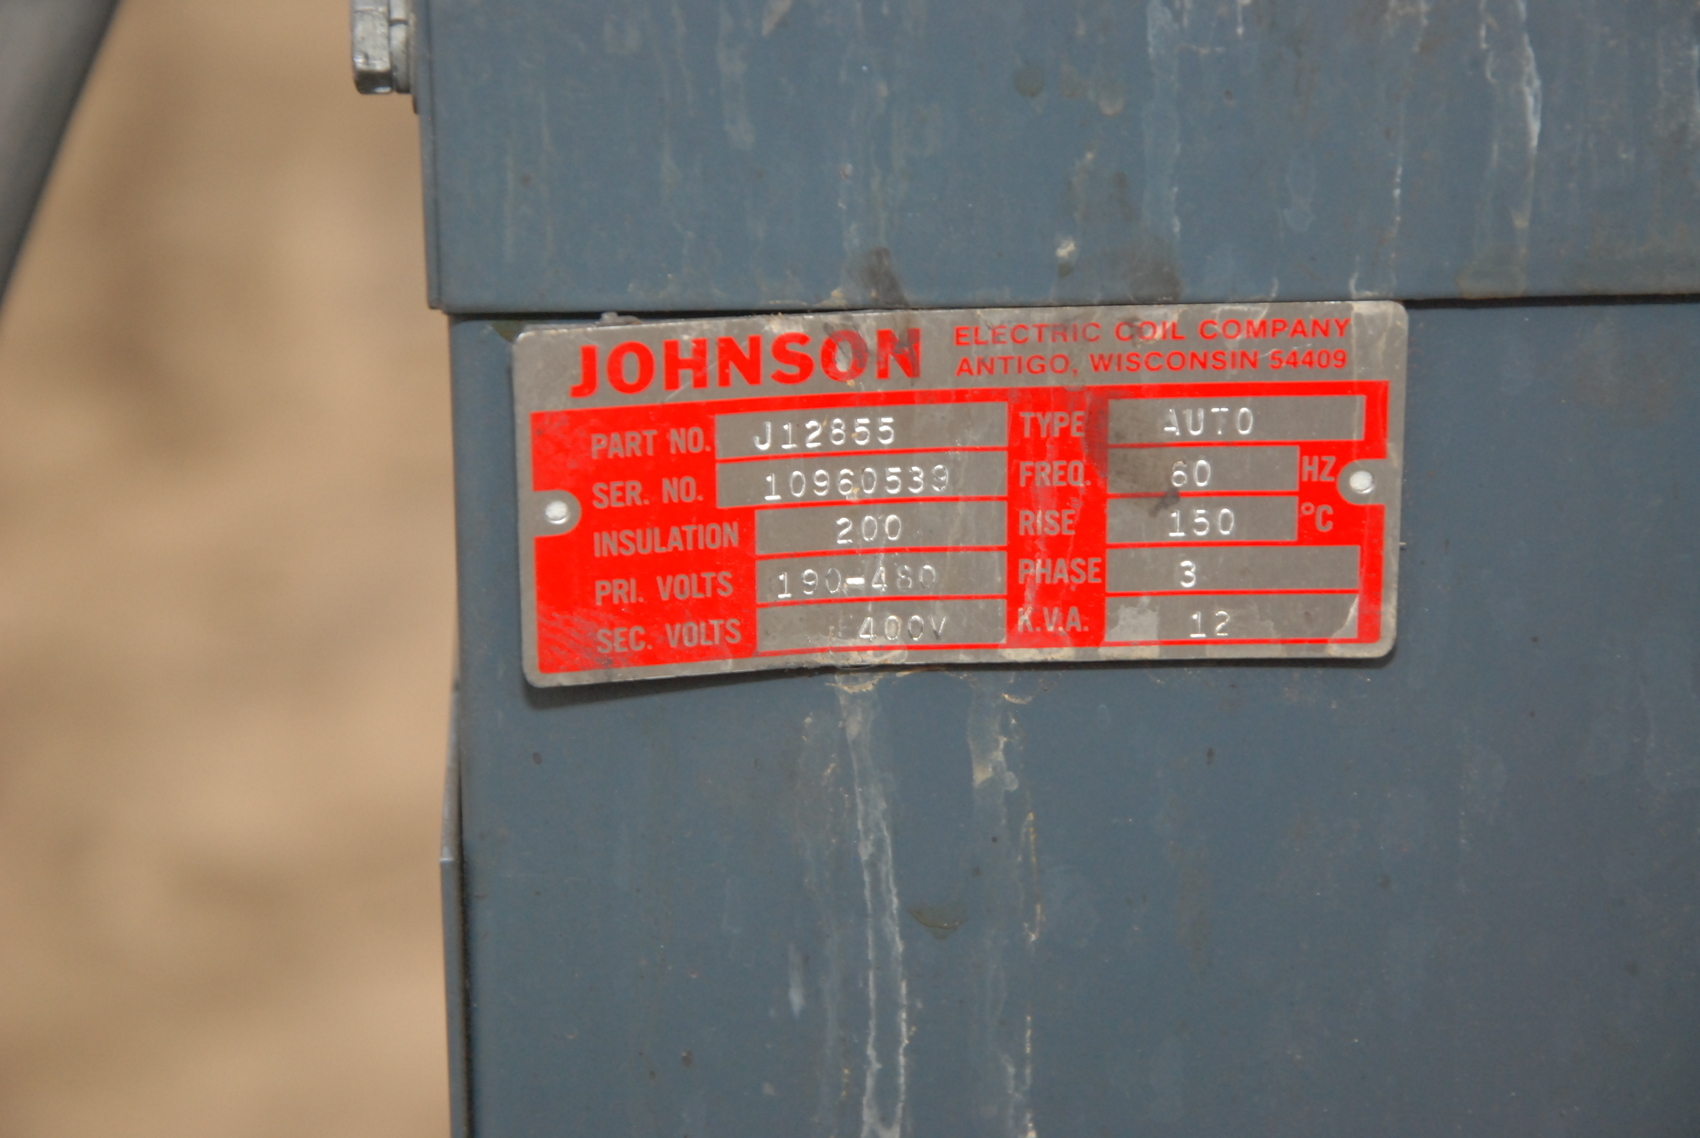 JOHNSON ELECTRIC COIL COMPANY
ANTIGO, WISCONSIN 54409
PART NO. J12855 TYPE AUTO
SER. NO. 10960539 FREQ. 60 HZ
INSULATION 200 RISE 150 °C
PRI. VOLTS 190-480 PHASE 3
SEC. VOLTS 400V K.V.A. 12